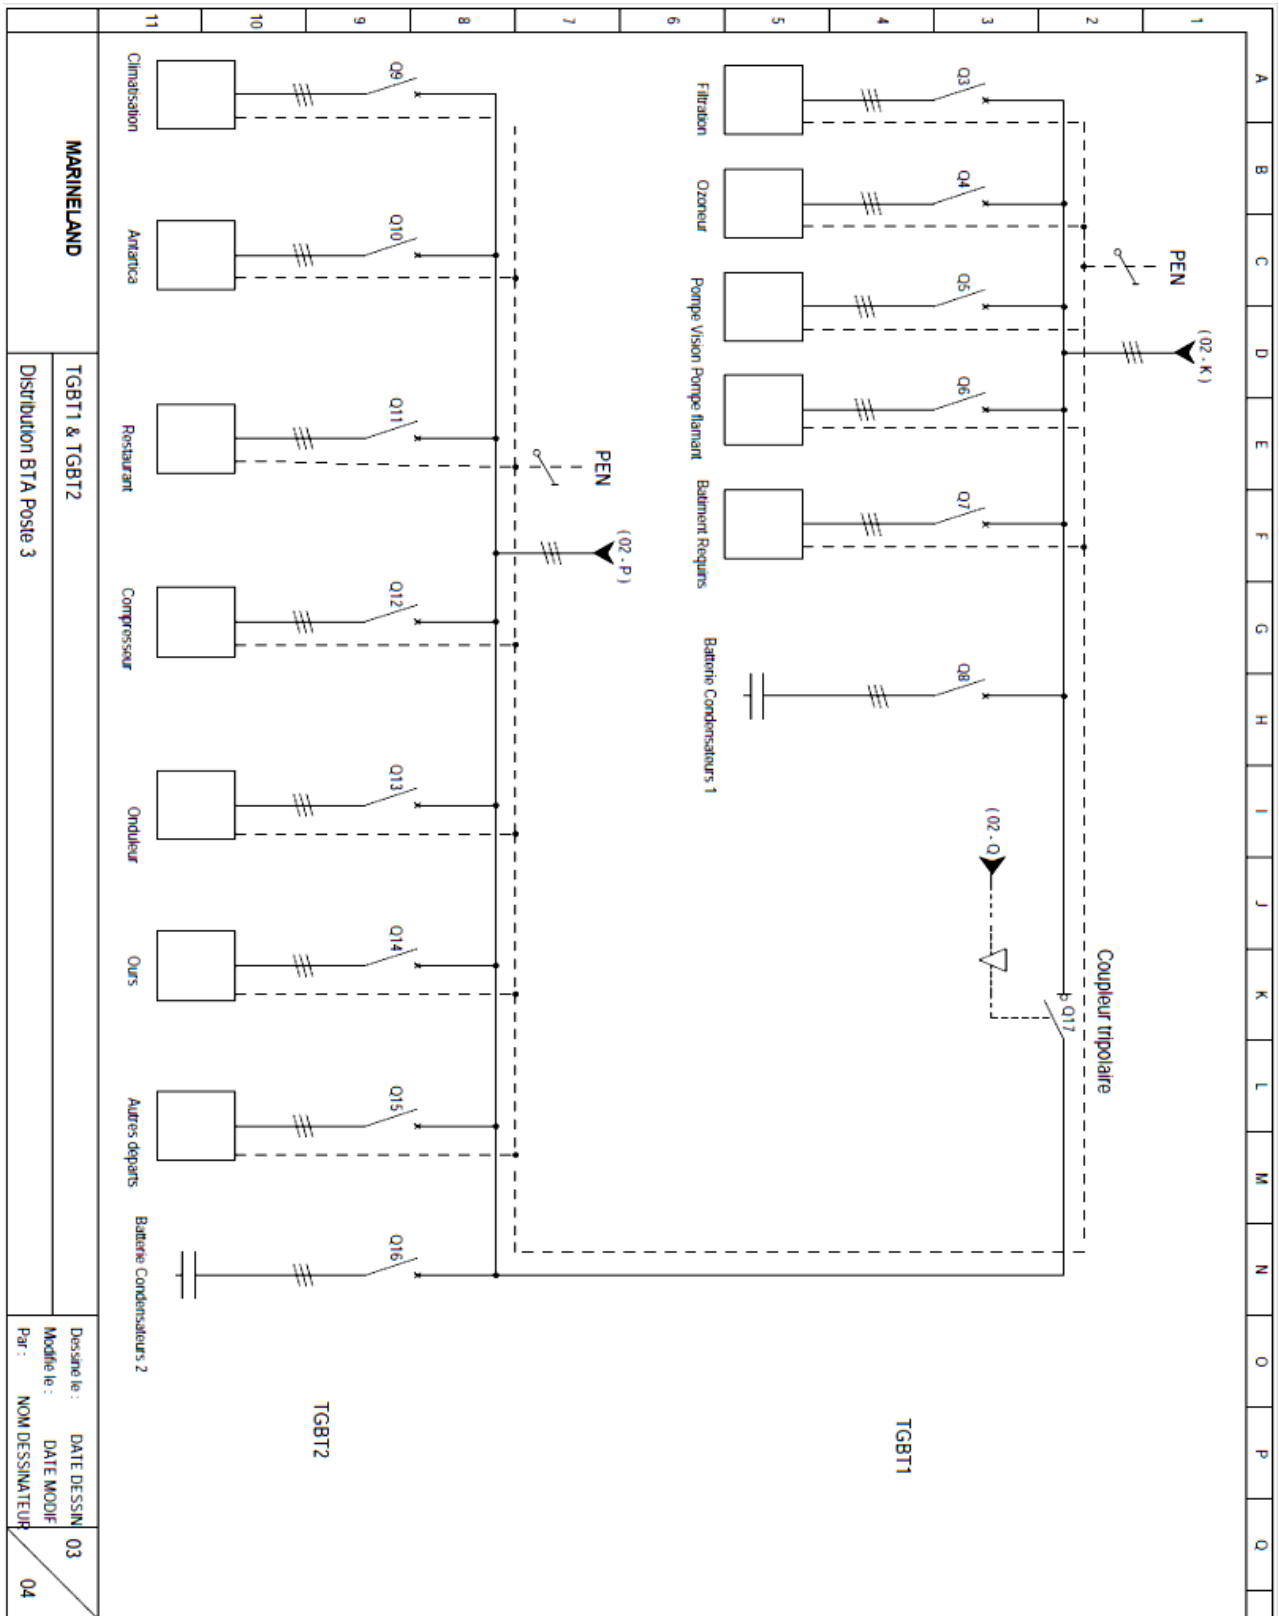 A
B
C
D
E
F
G
H
I
J
K
L
M
N
O
P
Q
1
2
3
4
5
6
7
8
9
10
11
PEN
( 02 - K )
Coupleur tripolaire
Q17
( 02 - Q )
Q3
Q4
Q5
Q6
Q7
Q8
Filtration
Ozoneur
Pompe Vision
Pompe flamant
Batiment Requins
Batterie Condensateurs 1
TGBT1
PEN
( 02 - P )
Q9
Q10
Q11
Q12
Q13
Q14
Q15
Q16
Climatisation
Antartica
Restaurant
Compresseur
Onduleur
Ours
Autres departs
Batterie Condensateurs 2
TGBT2
MARINELAND
TGBT1 & TGBT2
Distribution BTA Poste 3
Dessine le : DATE DESSIN
Modifie le : DATE MODIF
Par : NOM DESSINATEUR
03
04